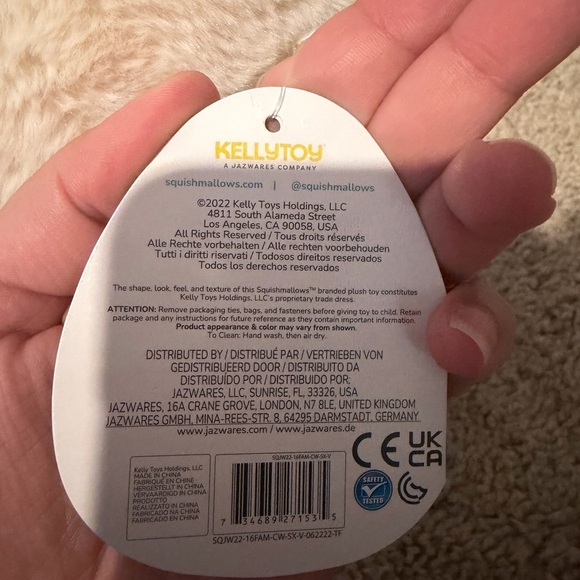 KELLYTOY
A JAZWARES COMPANY
squishmallows.com | @squishmallows
©2022 Kelly Toys Holdings, LLC
4811 South Alameda Street
Los Angeles, CA 90058, USA
All Rights Reserved / Tous droits réservés
Alle Rechte vorbehalten / Alle rechten voorbehouden
Tutti i diritti riservati / Todosos direitos reservados
Todos los derechos reservados
The shape, look, feel, and texture of this Squishmallows™ branded plush toy constitutes
Kelly Toys Holdings, LLC's proprietary trade dress.
ATTENTION: Remove packaging ties, bags, and fasteners before giving toy to child. Retain
package and any instructions for future reference as they contain important information.
Product appearance & color may vary from shown.
To Clean: Hand wash, then air dry.
DISTRIBUTED BY / DISTRIBUÉ PAR / VERTRIEBEN VON
GEDISTRIBUEERD DOOR / DISTRIBUITO DA
DISTRIBUÍDO POR / DISTRIBUIDO POR:
JAZWARES, LLC, SUNRISE, FL, 33326, USA
JAZWARES, 16A CRANE GROVE, LONDON, N7 8LE, UNITED KINGDOM
JAZWARES GMBH, MINA-REES-STR. 8, 64295 DARMSTADT, GERMANY
www.jazwares.com / www.jazwares.de
Kelly Toys Holdings, LLC
MADE IN CHINA
FABRIQUÉ EN CHINE
HERGESTELLT IN CHINA
VERVAARDIGD IN CHINA
PRODOTTO
REALIZZATO IN CHINA
FABRICADO EN CHINA
SQJW22-16FAM-CW-SX-V
7 34689 27153 5
SQJW22-16FAM-CW-SX-V-062222-TF
CE UK
CA
SAFETY
TESTED